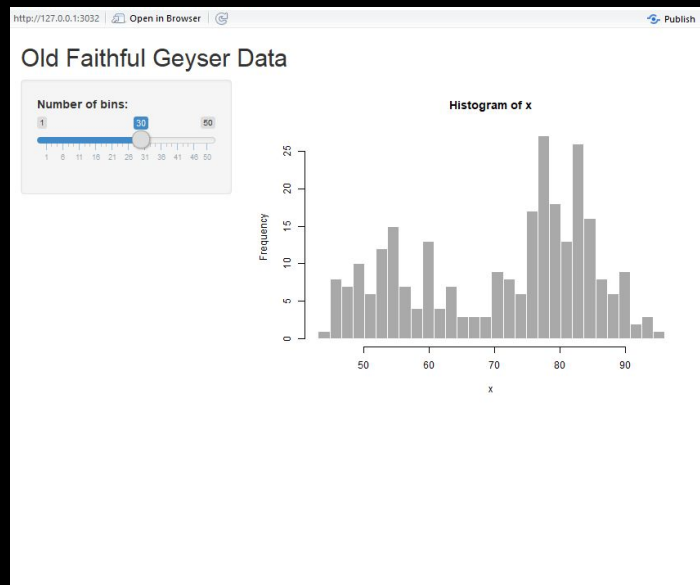 http://127.0.0.1:3032 Open in Browser Publish
Old Faithful Geyser Data
Number of bins:
1 30 50
1 6 11 16 21 26 31 36 41 46 50
Histogram of x
Frequency
0 5 10 15 20 25
50 60 70 80 90
x